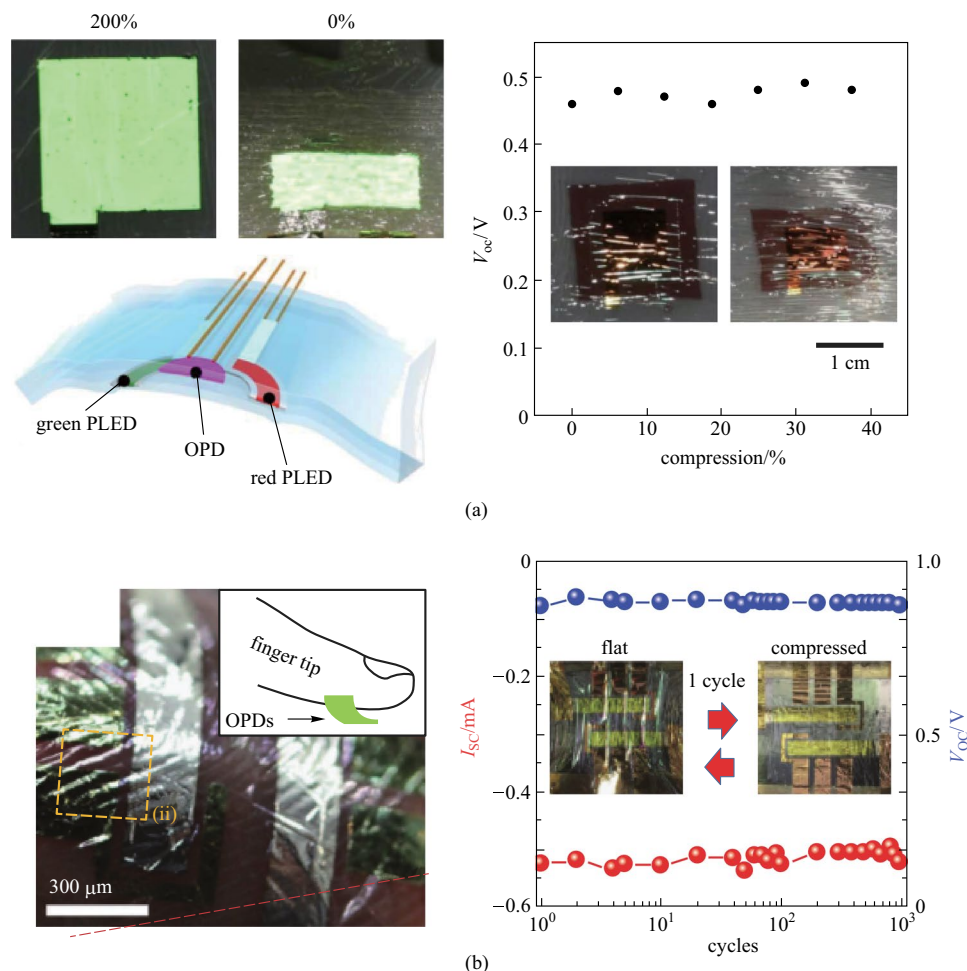 200%
0%
green PLED
OPD
red PLED
V_oc/V
0.5
0.4
0.3
0.2
0.1
0
1 cm
0
10
20
30
40
compression/%
(a)
finger tip
OPDs
(ii)
300 μm
0
−0.2
−0.4
−0.6
I_SC/mA
flat
1 cycle
compressed
1.0
0.5
0
V_OC/V
10^0
10^1
10^2
10^3
cycles
(b)